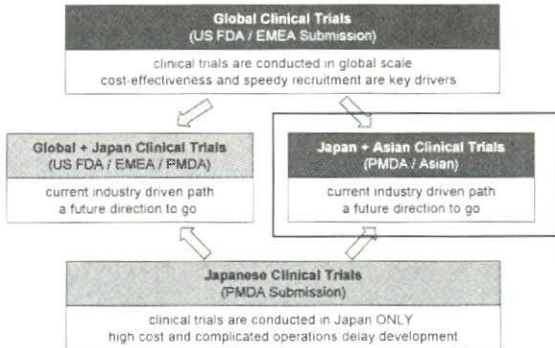 Global Clinical Trials
(US FDA / EMEA Submission)
clinical trials are conducted in global scale
cost-effectiveness and speedy recruitment are key drivers
Global + Japan Clinical Trials
(US FDA / EMEA / PMDA)
current industry driven path
a future direction to go
Japan + Asian Clinical Trials
(PMDA / Asian)
current industry driven path
a future direction to go
Japanese Clinical Trials
(PMDA Submission)
clinical trials are conducted in Japan ONLY
high cost and complicated operations delay development